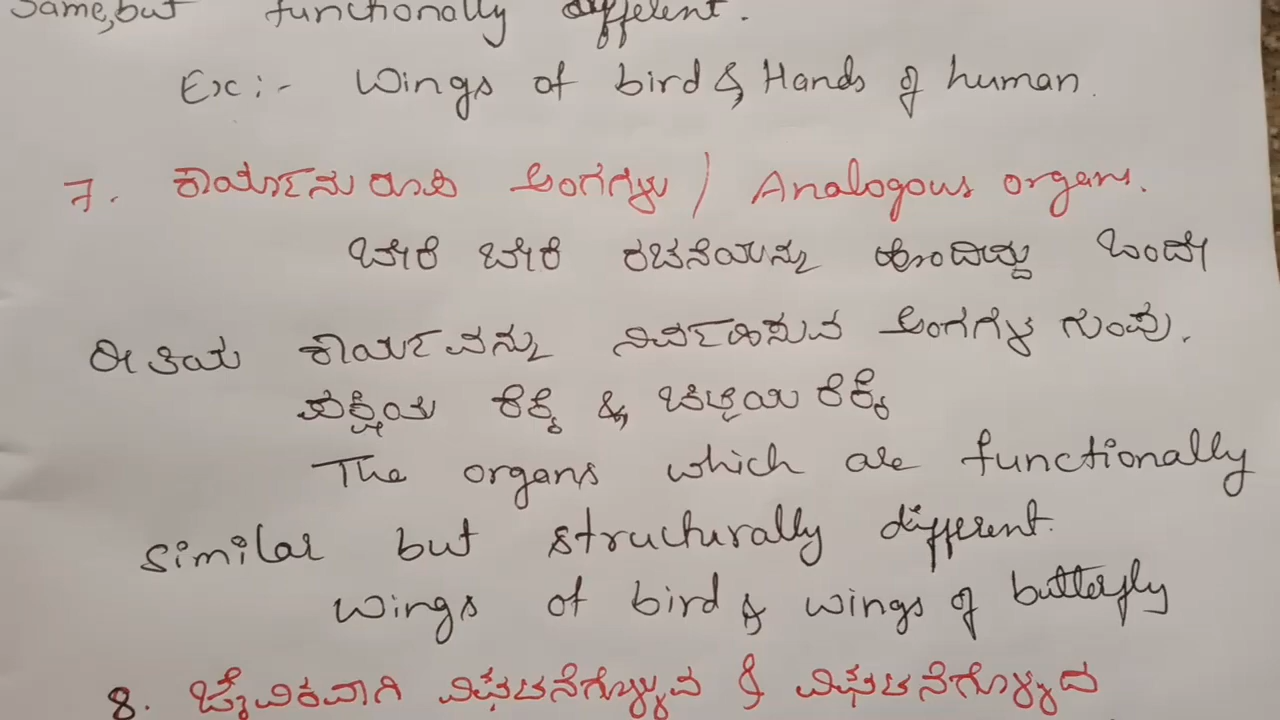 same, but functionally different.
Ex:- Wings of bird & Hands of human.
7. ಕಾರ್ಯಾನುರೂಪಿ ಅಂಗಗಳು / Analogous organs.
ಬೇರೆ ಬೇರೆ ರಚನೆಯನ್ನು ಹೊಂದಿದ್ದು ಒಂದೇ
ರೀತಿಯ ಕಾರ್ಯವನ್ನು ನಿರ್ವಹಿಸುವ ಅಂಗಗಳ ಗುಂಪು.
ಪಕ್ಷಿಯ ರೆಕ್ಕೆ & ಚಿಟ್ಟೆಯ ರೆಕ್ಕೆ
The organs which are functionally
similar but structurally different.
wings of bird & wings of butterfly
8. ಜೈವಿಕವಾಗಿ ವಿಘಟನೆಗೊಳ್ಳುವ & ವಿಘಟನೆಗೊಳ್ಳದ